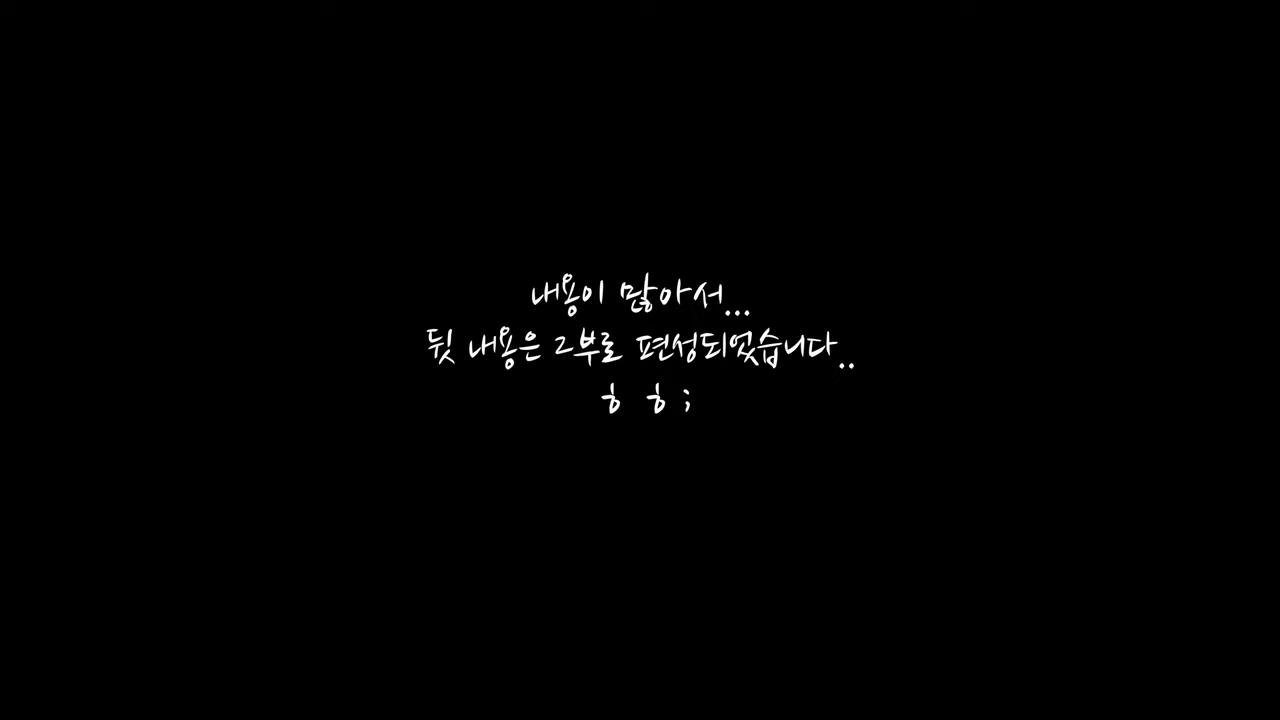 내용이 많아서...
뒷 내용은 2부로 편성되었습니다..
ㅎ ㅎ ;